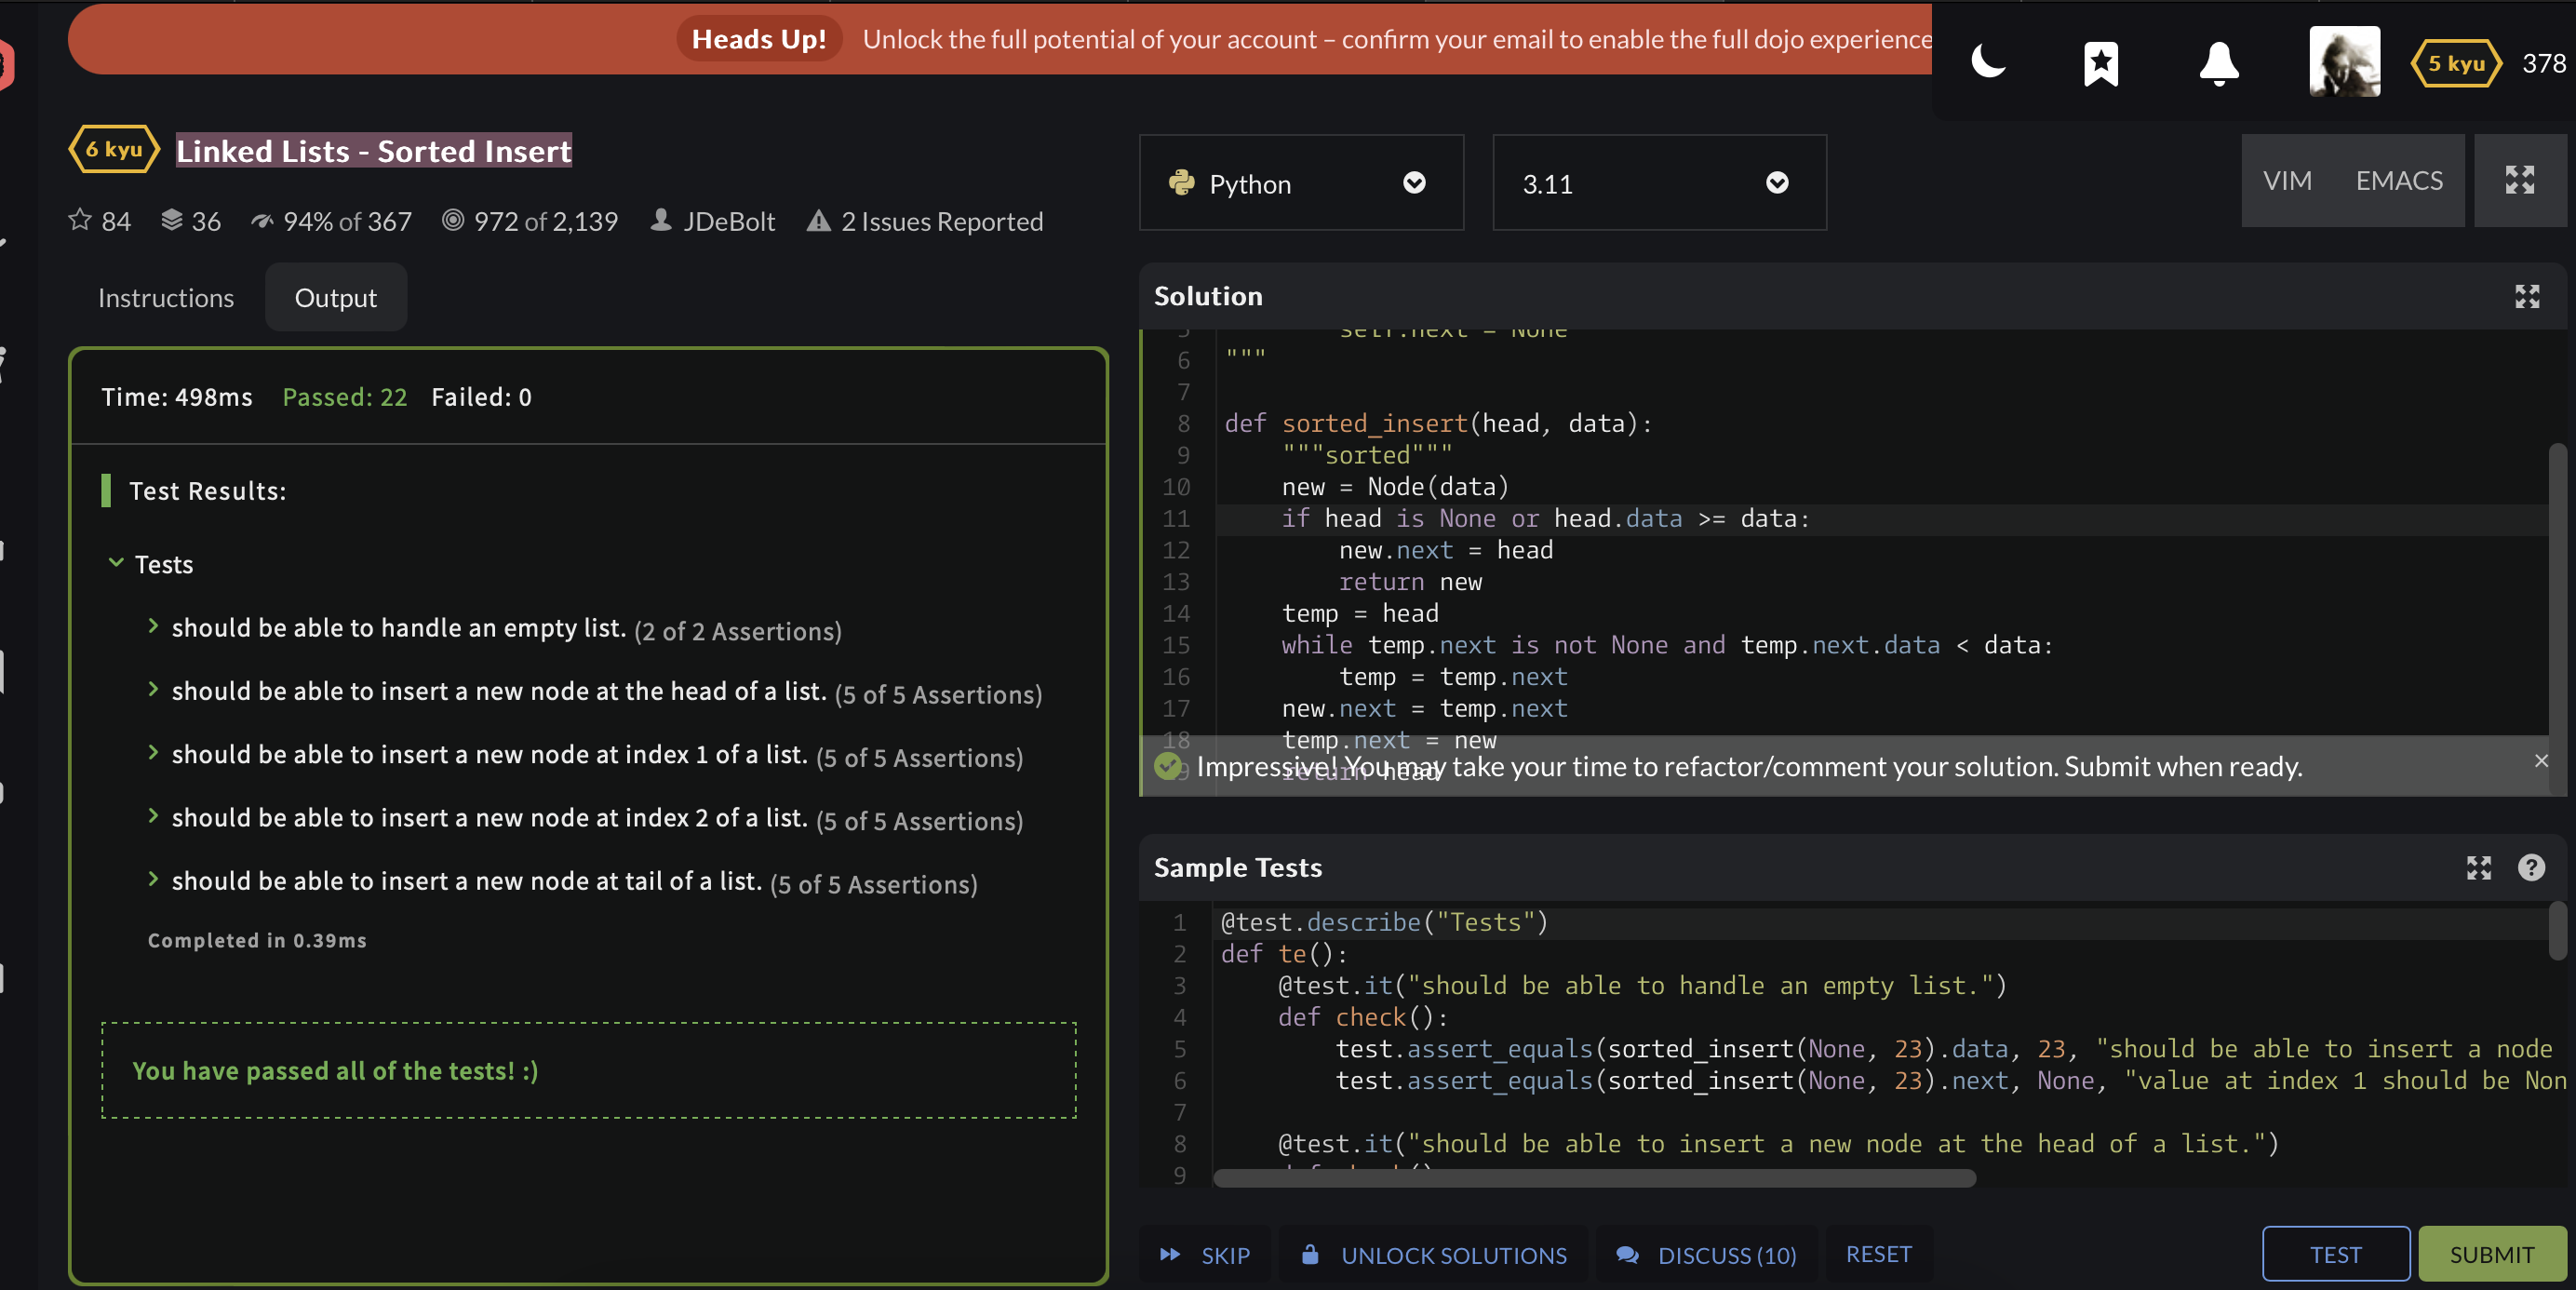 Heads Up! Unlock the full potential of your account – confirm your email to enable the full dojo experience
5 kyu 378
6 kyu Linked Lists - Sorted Insert
84 36 94% of 367 972 of 2,139 JDeBolt 2 Issues Reported
Python 3.11 VIM EMACS
Instructions Output
Time: 498ms Passed: 22 Failed: 0
Test Results:
Tests
should be able to handle an empty list. (2 of 2 Assertions)
should be able to insert a new node at the head of a list. (5 of 5 Assertions)
should be able to insert a new node at index 1 of a list. (5 of 5 Assertions)
should be able to insert a new node at index 2 of a list. (5 of 5 Assertions)
should be able to insert a new node at tail of a list. (5 of 5 Assertions)
Completed in 0.39ms
You have passed all of the tests! :)
Solution
5 self.next = None
6 """
7
8 def sorted_insert(head, data):
9 """sorted"""
10 new = Node(data)
11 if head is None or head.data >= data:
12 new.next = head
13 return new
14 temp = head
15 while temp.next is not None and temp.next.data < data:
16 temp = temp.next
17 new.next = temp.next
18 temp.next = new
19 return head
Impressive! You may take your time to refactor/comment your solution. Submit when ready.
Sample Tests
1 @test.describe("Tests")
2 def te():
3 @test.it("should be able to handle an empty list.")
4 def check():
5 test.assert_equals(sorted_insert(None, 23).data, 23, "should be able to insert a node
6 test.assert_equals(sorted_insert(None, 23).next, None, "value at index 1 should be Non
7
8 @test.it("should be able to insert a new node at the head of a list.")
9
SKIP UNLOCK SOLUTIONS DISCUSS (10) RESET TEST SUBMIT